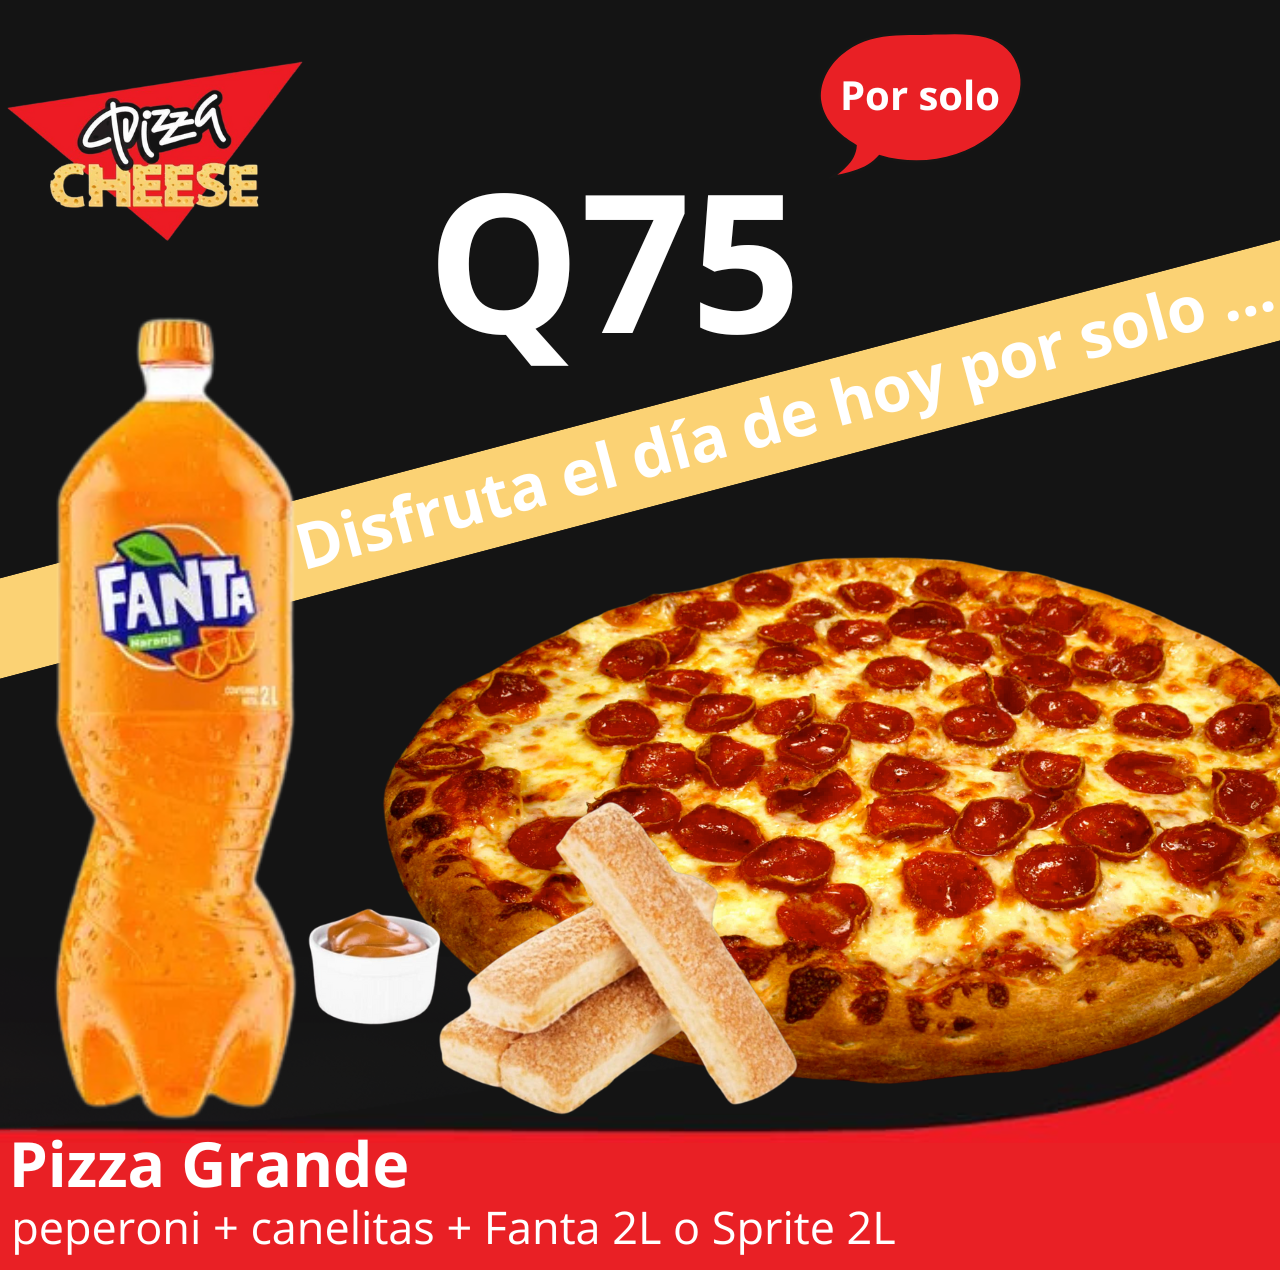 Pizza
CHEESE
Por solo
Q75
Disfruta el día de hoy por solo ...
FANTA
Naranja
2L
Pizza Grande
peperoni + canelitas + Fanta 2L o Sprite 2L